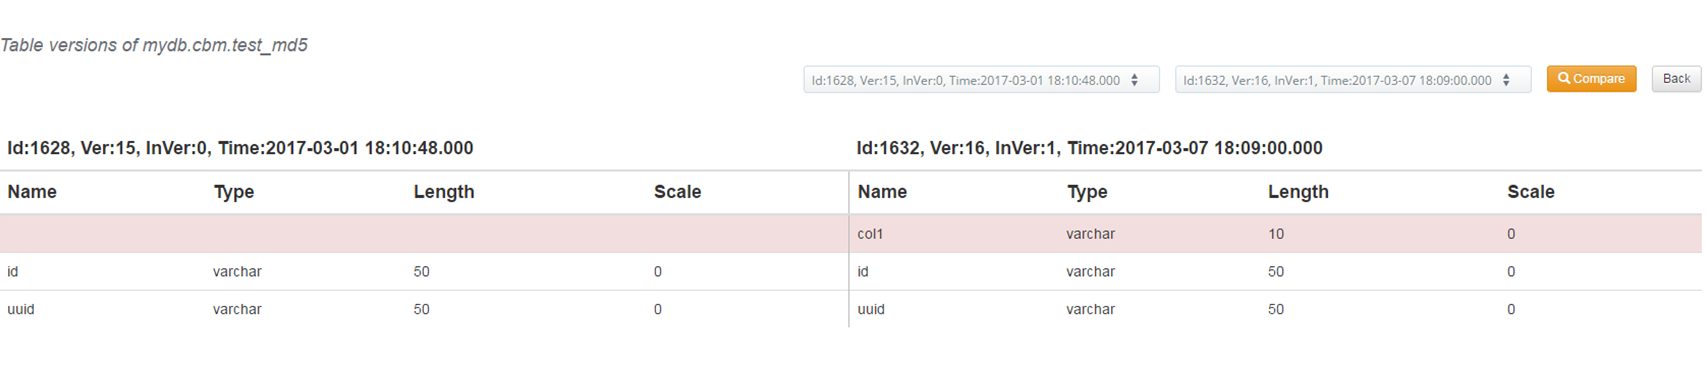 Table versions of mydb.cbm.test_md5
Id:1628, Ver:15, InVer:0, Time:2017-03-01 18:10:48.000 Id:1632, Ver:16, InVer:1, Time:2017-03-07 18:09:00.000 Compare Back
Id:1628, Ver:15, InVer:0, Time:2017-03-01 18:10:48.000 Id:1632, Ver:16, InVer:1, Time:2017-03-07 18:09:00.000
Name Type Length Scale Name Type Length Scale
col1 varchar 10 0
id varchar 50 0 id varchar 50 0
uuid varchar 50 0 uuid varchar 50 0